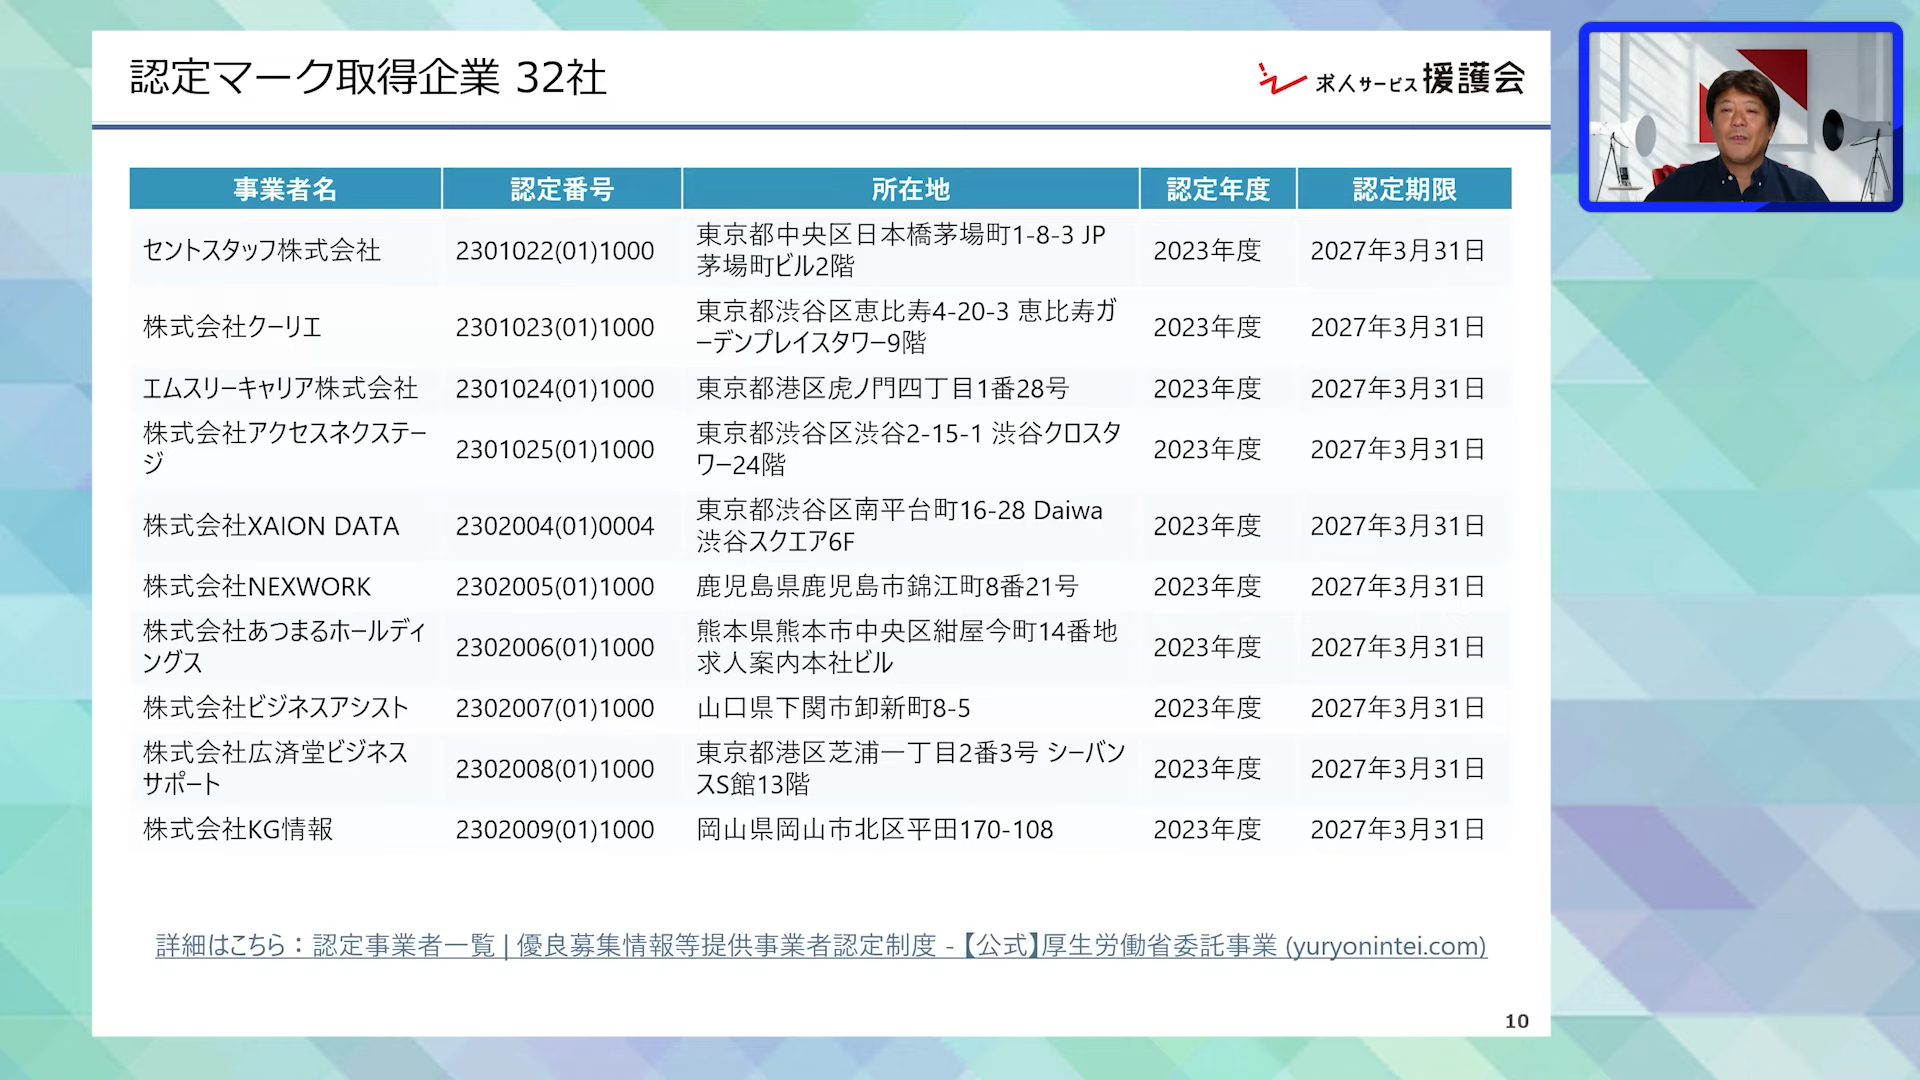 認定マーク取得企業 32社
求人サービス援護会
事業者名 認定番号 所在地 認定年度 認定期限
セントスタッフ株式会社 2301022(01)1000 東京都中央区日本橋茅場町1-8-3 JP
茅場町ビル2階 2023年度 2027年3月31日
株式会社クーリエ 2301023(01)1000 東京都渋谷区恵比寿4-20-3 恵比寿ガ
ーデンプレイスタワー9階 2023年度 2027年3月31日
エムスリーキャリア株式会社 2301024(01)1000 東京都港区虎ノ門四丁目1番28号 2023年度 2027年3月31日
株式会社アクセスネクステー
ジ 2301025(01)1000 東京都渋谷区渋谷2-15-1 渋谷クロスタ
ワー24階 2023年度 2027年3月31日
株式会社XAION DATA 2302004(01)0004 東京都渋谷区南平台町16-28 Daiwa
渋谷スクエア6F 2023年度 2027年3月31日
株式会社NEXWORK 2302005(01)1000 鹿児島県鹿児島市錦江町8番21号 2023年度 2027年3月31日
株式会社あつまるホールディ
ングス 2302006(01)1000 熊本県熊本市中央区紺屋今町14番地
求人案内本社ビル 2023年度 2027年3月31日
株式会社ビジネスアシスト 2302007(01)1000 山口県下関市卸新町8-5 2023年度 2027年3月31日
株式会社広済堂ビジネス
サポート 2302008(01)1000 東京都港区芝浦一丁目2番3号 シーバン
スS館13階 2023年度 2027年3月31日
株式会社KG情報 2302009(01)1000 岡山県岡山市北区平田170-108 2023年度 2027年3月31日
詳細はこちら：認定事業者一覧 | 優良募集情報等提供事業者認定制度 -【公式】厚生労働省委託事業 (yuryonintei.com)
10